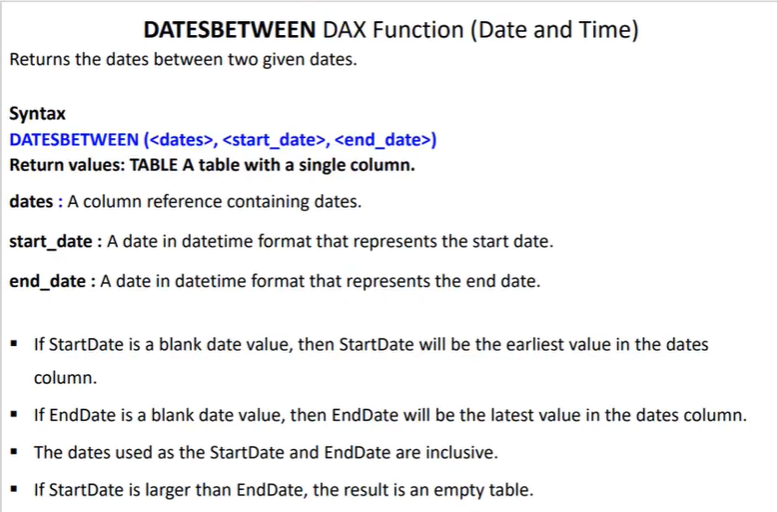 DATESBETWEEN DAX Function (Date and Time)
Returns the dates between two given dates.
Syntax
DATESBETWEEN (<dates>, <start_date>, <end_date>)
Return values: TABLE A table with a single column.
dates : A column reference containing dates.
start_date : A date in datetime format that represents the start date.
end_date : A date in datetime format that represents the end date.
▪ If StartDate is a blank date value, then StartDate will be the earliest value in the dates
column.
▪ If EndDate is a blank date value, then EndDate will be the latest value in the dates column.
▪ The dates used as the StartDate and EndDate are inclusive.
▪ If StartDate is larger than EndDate, the result is an empty table.